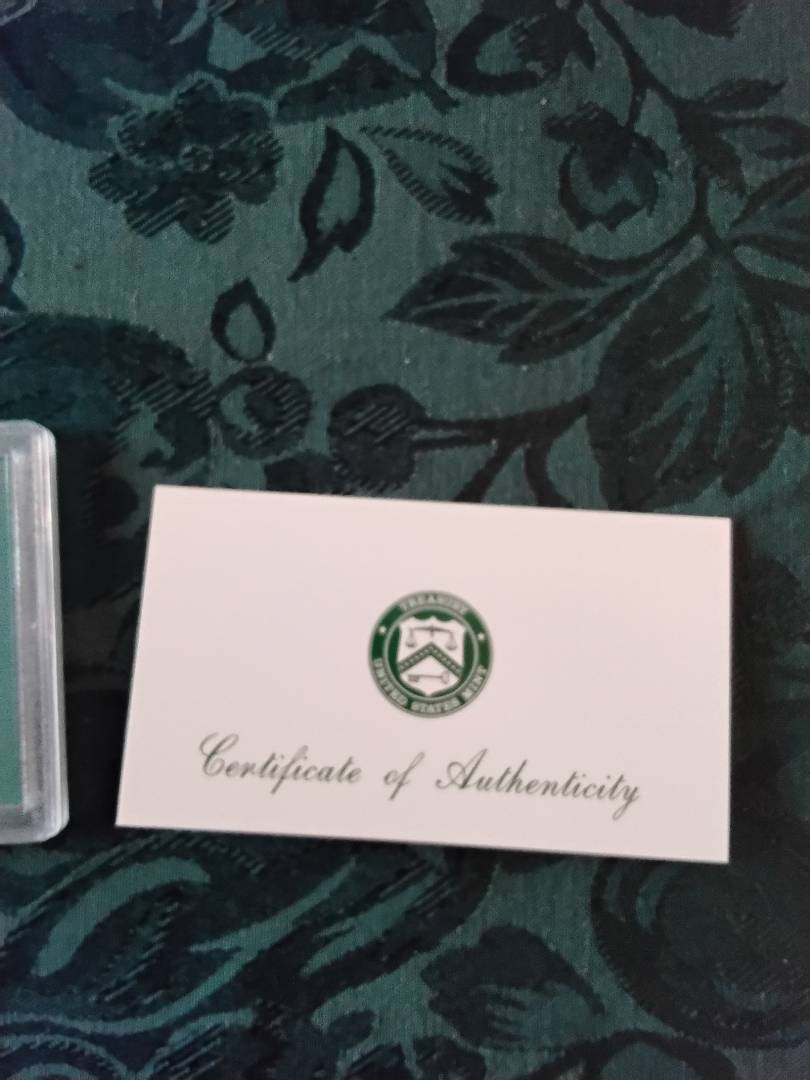 TREASURY
UNITED STATES MINT
Certificate of Authenticity